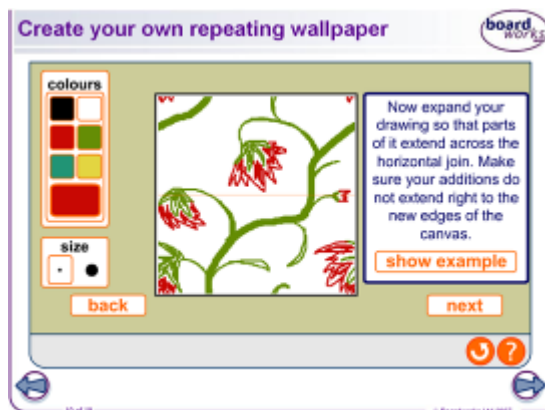 Create your own repeating wallpaper
board
works
colours
Now expand your
drawing so that parts
of it extend across the
horizontal join. Make
sure your additions do
not extend right to the
new edges of the
canvas.
show example
size
back
next
?